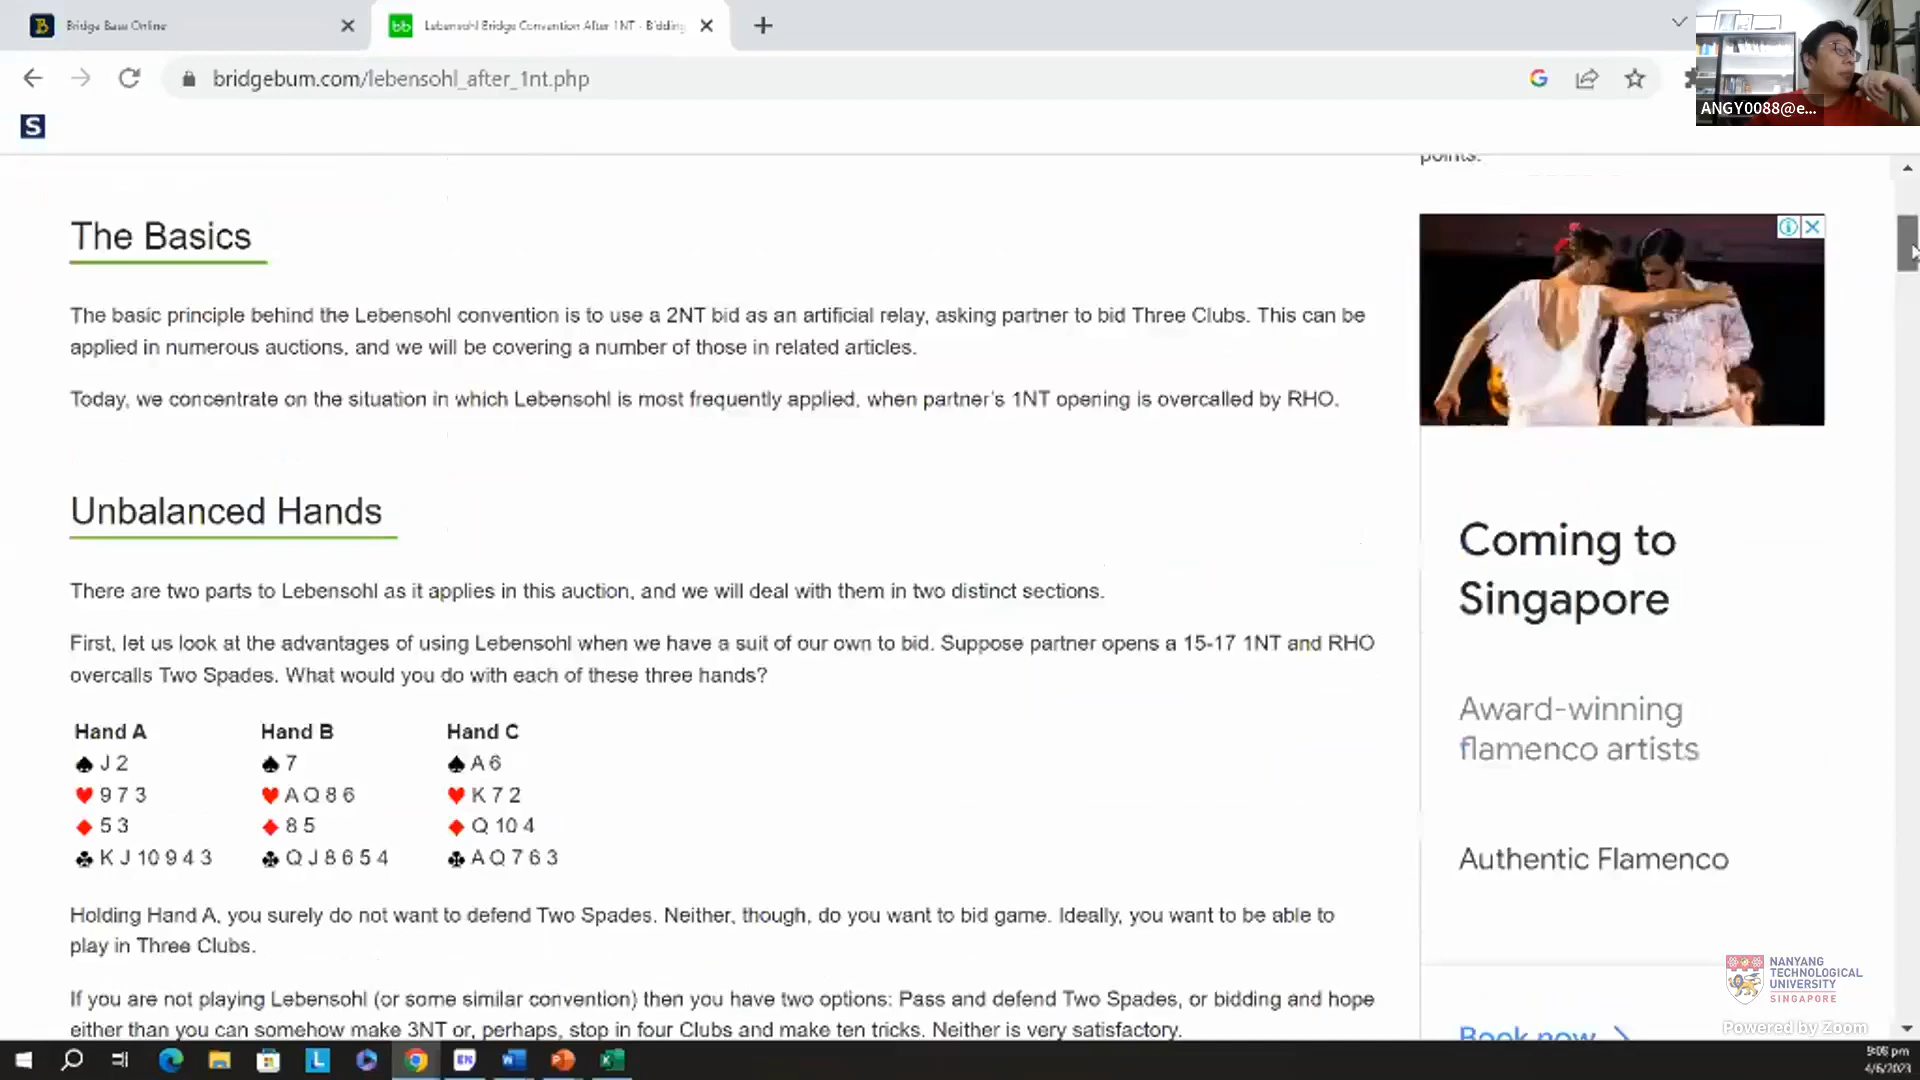 Bridge Base Online
Lebensohl Bridge Convention After 1NT - Bidding
bridgebum.com/lebensohl_after_1nt.php
ANGY0088@e...
S
points.
The Basics
The basic principle behind the Lebensohl convention is to use a 2NT bid as an artificial relay, asking partner to bid Three Clubs. This can be
applied in numerous auctions, and we will be covering a number of those in related articles.
Today, we concentrate on the situation in which Lebensohl is most frequently applied, when partner's 1NT opening is overcalled by RHO.
Unbalanced Hands
There are two parts to Lebensohl as it applies in this auction, and we will deal with them in two distinct sections.
First, let us look at the advantages of using Lebensohl when we have a suit of our own to bid. Suppose partner opens a 15-17 1NT and RHO
overcalls Two Spades. What would you do with each of these three hands?
Hand A Hand B Hand C
♠ J 2 ♠ 7 ♠ A 6
♥ 9 7 3 ♥ A Q 8 6 ♥ K 7 2
♦ 5 3 ♦ 8 5 ♦ Q 10 4
♣ K J 10 9 4 3 ♣ Q J 8 6 5 4 ♣ A Q 7 6 3
Holding Hand A, you surely do not want to defend Two Spades. Neither, though, do you want to bid game. Ideally, you want to be able to
play in Three Clubs.
If you are not playing Lebensohl (or some similar convention) then you have two options: Pass and defend Two Spades, or bidding and hope
either than you can somehow make 3NT or, perhaps, stop in four Clubs and make ten tricks. Neither is very satisfactory.
Coming to
Singapore
Award-winning
flamenco artists
Authentic Flamenco
Book now
NANYANG
TECHNOLOGICAL
UNIVERSITY
SINGAPORE
Powered by Zoom
9:06 pm
4/6/2023